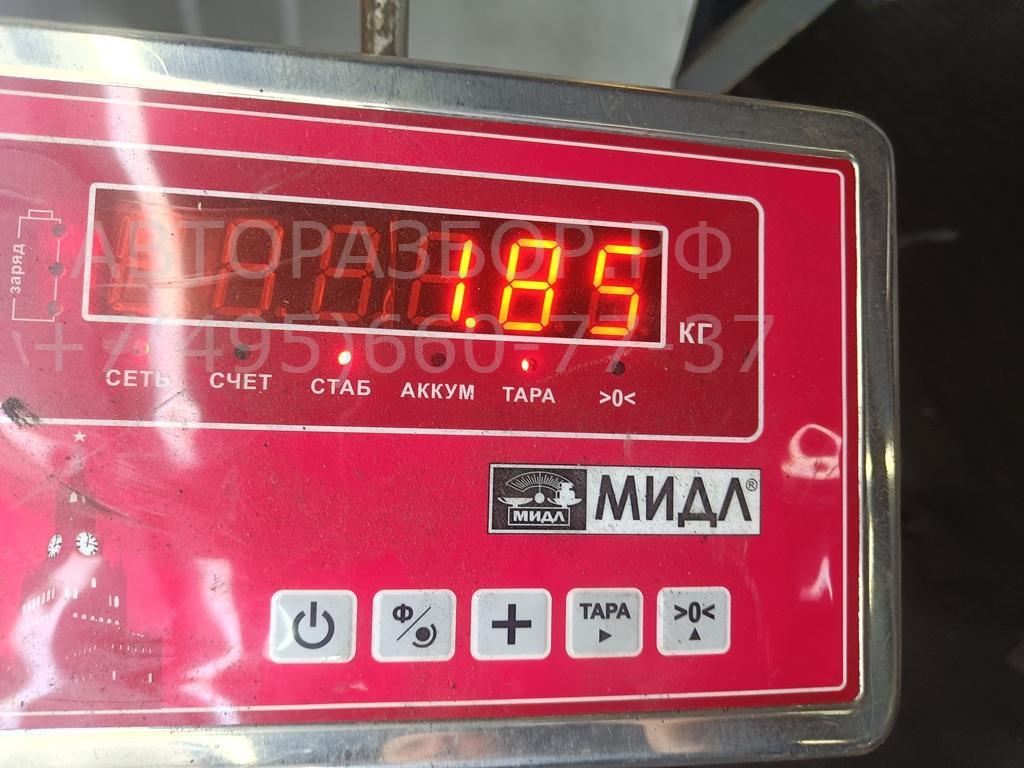 заряд
1.85
КГ
АВТОРАЗБОР.РФ
+7(495)660-77-37
СЕТЬ СЧЕТ СТАБ АККУМ ТАРА >0<
МИДЛ МИДЛ®
Ф ТАРА >0<